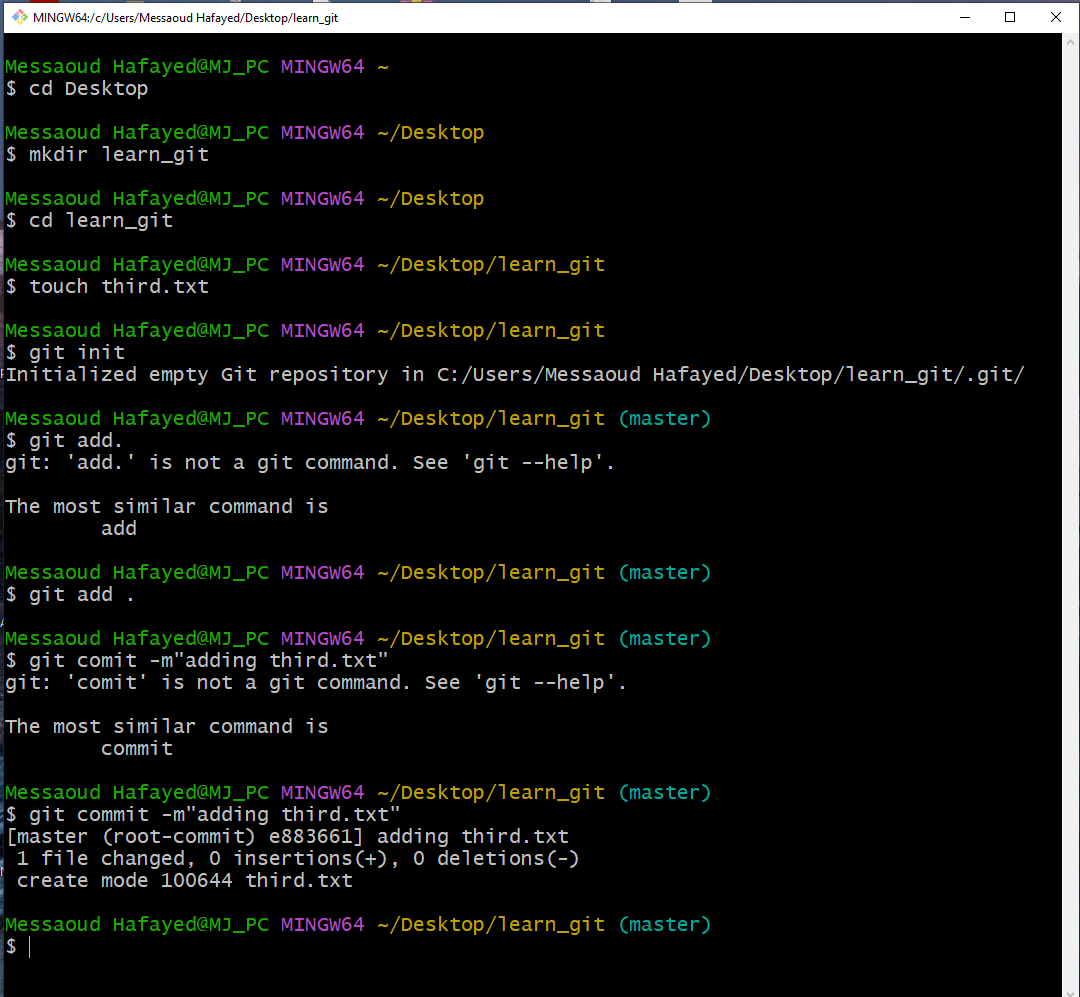 MINGW64:/c/Users/Messaoud Hafayed/Desktop/learn_git
Messaoud Hafayed@MJ_PC MINGW64 ~
$ cd Desktop
Messaoud Hafayed@MJ_PC MINGW64 ~/Desktop
$ mkdir learn_git
Messaoud Hafayed@MJ_PC MINGW64 ~/Desktop
$ cd learn_git
Messaoud Hafayed@MJ_PC MINGW64 ~/Desktop/learn_git
$ touch third.txt
Messaoud Hafayed@MJ_PC MINGW64 ~/Desktop/learn_git
$ git init
Initialized empty Git repository in C:/Users/Messaoud Hafayed/Desktop/learn_git/.git/
Messaoud Hafayed@MJ_PC MINGW64 ~/Desktop/learn_git (master)
$ git add.
git: 'add.' is not a git command. See 'git --help'.
The most similar command is
        add
Messaoud Hafayed@MJ_PC MINGW64 ~/Desktop/learn_git (master)
$ git add .
Messaoud Hafayed@MJ_PC MINGW64 ~/Desktop/learn_git (master)
$ git comit -m"adding third.txt"
git: 'comit' is not a git command. See 'git --help'.
The most similar command is
        commit
Messaoud Hafayed@MJ_PC MINGW64 ~/Desktop/learn_git (master)
$ git commit -m"adding third.txt"
[master (root-commit) e883661] adding third.txt
 1 file changed, 0 insertions(+), 0 deletions(-)
 create mode 100644 third.txt
Messaoud Hafayed@MJ_PC MINGW64 ~/Desktop/learn_git (master)
$